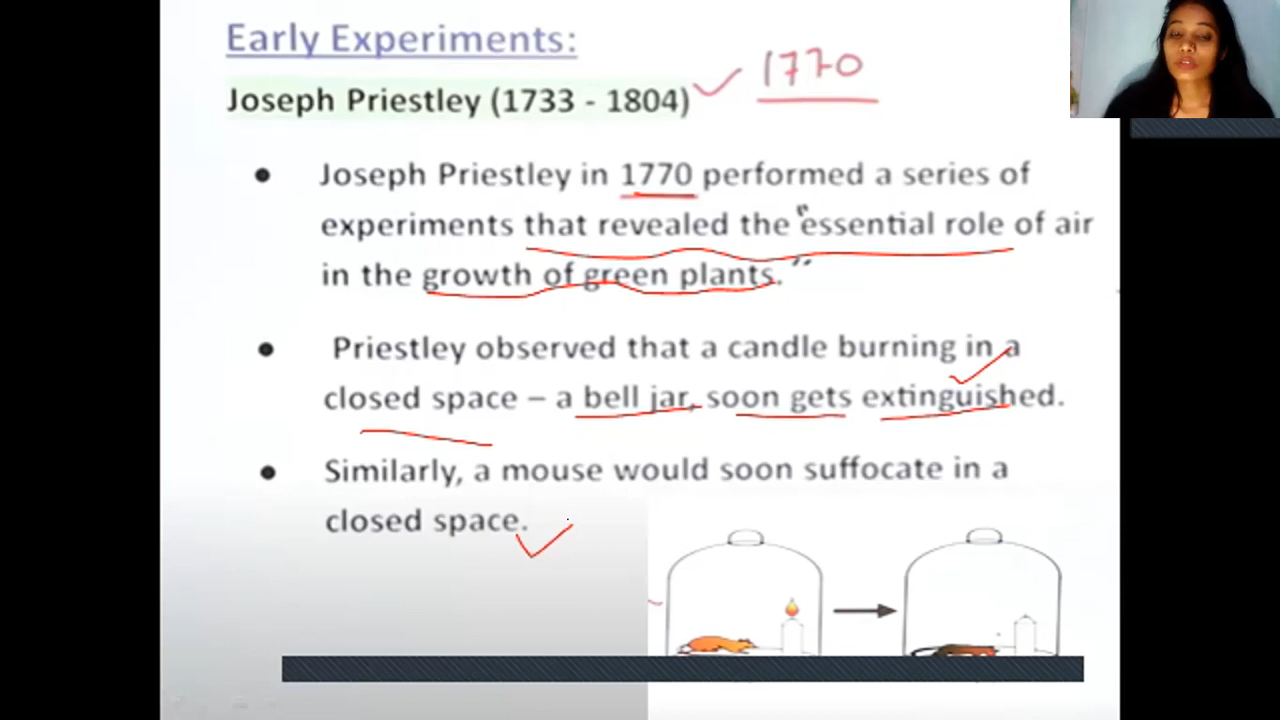 Early Experiments:
1770
Joseph Priestley (1733 - 1804)
● Joseph Priestley in 1770 performed a series of
experiments that revealed the "essential role of air
in the growth of green plants."
● Priestley observed that a candle burning in a
closed space – a bell jar, soon gets extinguished.
● Similarly, a mouse would soon suffocate in a
closed space.